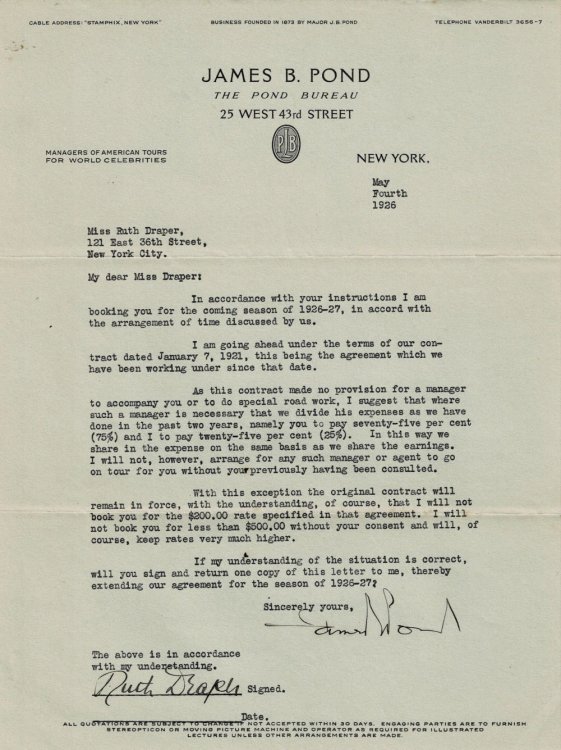 CABLE ADDRESS: "STAMPHIX, NEW YORK" BUSINESS FOUNDED IN 1873 BY MAJOR J.B. POND TELEPHONE VANDERBILT 3656-7
JAMES B. POND
THE POND BUREAU
25 WEST 43rd STREET
PJB
MANAGERS OF AMERICAN TOURS
FOR WORLD CELEBRITIES
NEW YORK.
May
Fourth
1926
Miss Ruth Draper,
121 East 36th Street,
New York City.
My dear Miss Draper:
In accordance with your instructions I am
booking you for the coming season of 1926-27, in accord with
the arrangement of time discussed by us.
I am going ahead under the terms of our con-
tract dated January 7, 1921, this being the agreement which we
have been working under since that date.
As this contract made no provision for a manager
to accompany you or to do special road work, I suggest that where
such a manager is necessary that we divide his expenses as we have
done in the past two years, namely you to pay seventy-five per cent
(75%) and I to pay twenty-five per cent (25%). In this way we
share in the expense on the same basis as we share the earnings.
I will not, however, arrange for any such manager or agent to go
on tour for you without your previously having been consulted.
With this exception the original contract will
remain in force, with the understanding, of course, that I will not
book you for the $200.00 rate specified in that agreement. I will
not book you for less than $500.00 without your consent and will, of
course, keep rates very much higher.
If my understanding of the situation is correct,
will you sign and return one copy of this letter to me, thereby
extending our agreement for the season of 1926-27?
Sincerely yours,
James B Pond
The above is in accordance
with my understanding.
Ruth Draper Signed.
Date.
ALL QUOTATIONS ARE SUBJECT TO CHANGE IF NOT ACCEPTED WITHIN 30 DAYS. ENGAGING PARTIES ARE TO FURNISH
STEREOPTICON OR MOVING PICTURE MACHINE AND OPERATOR AS REQUIRED FOR ILLUSTRATED
LECTURES UNLESS OTHER ARRANGEMENTS ARE MADE.